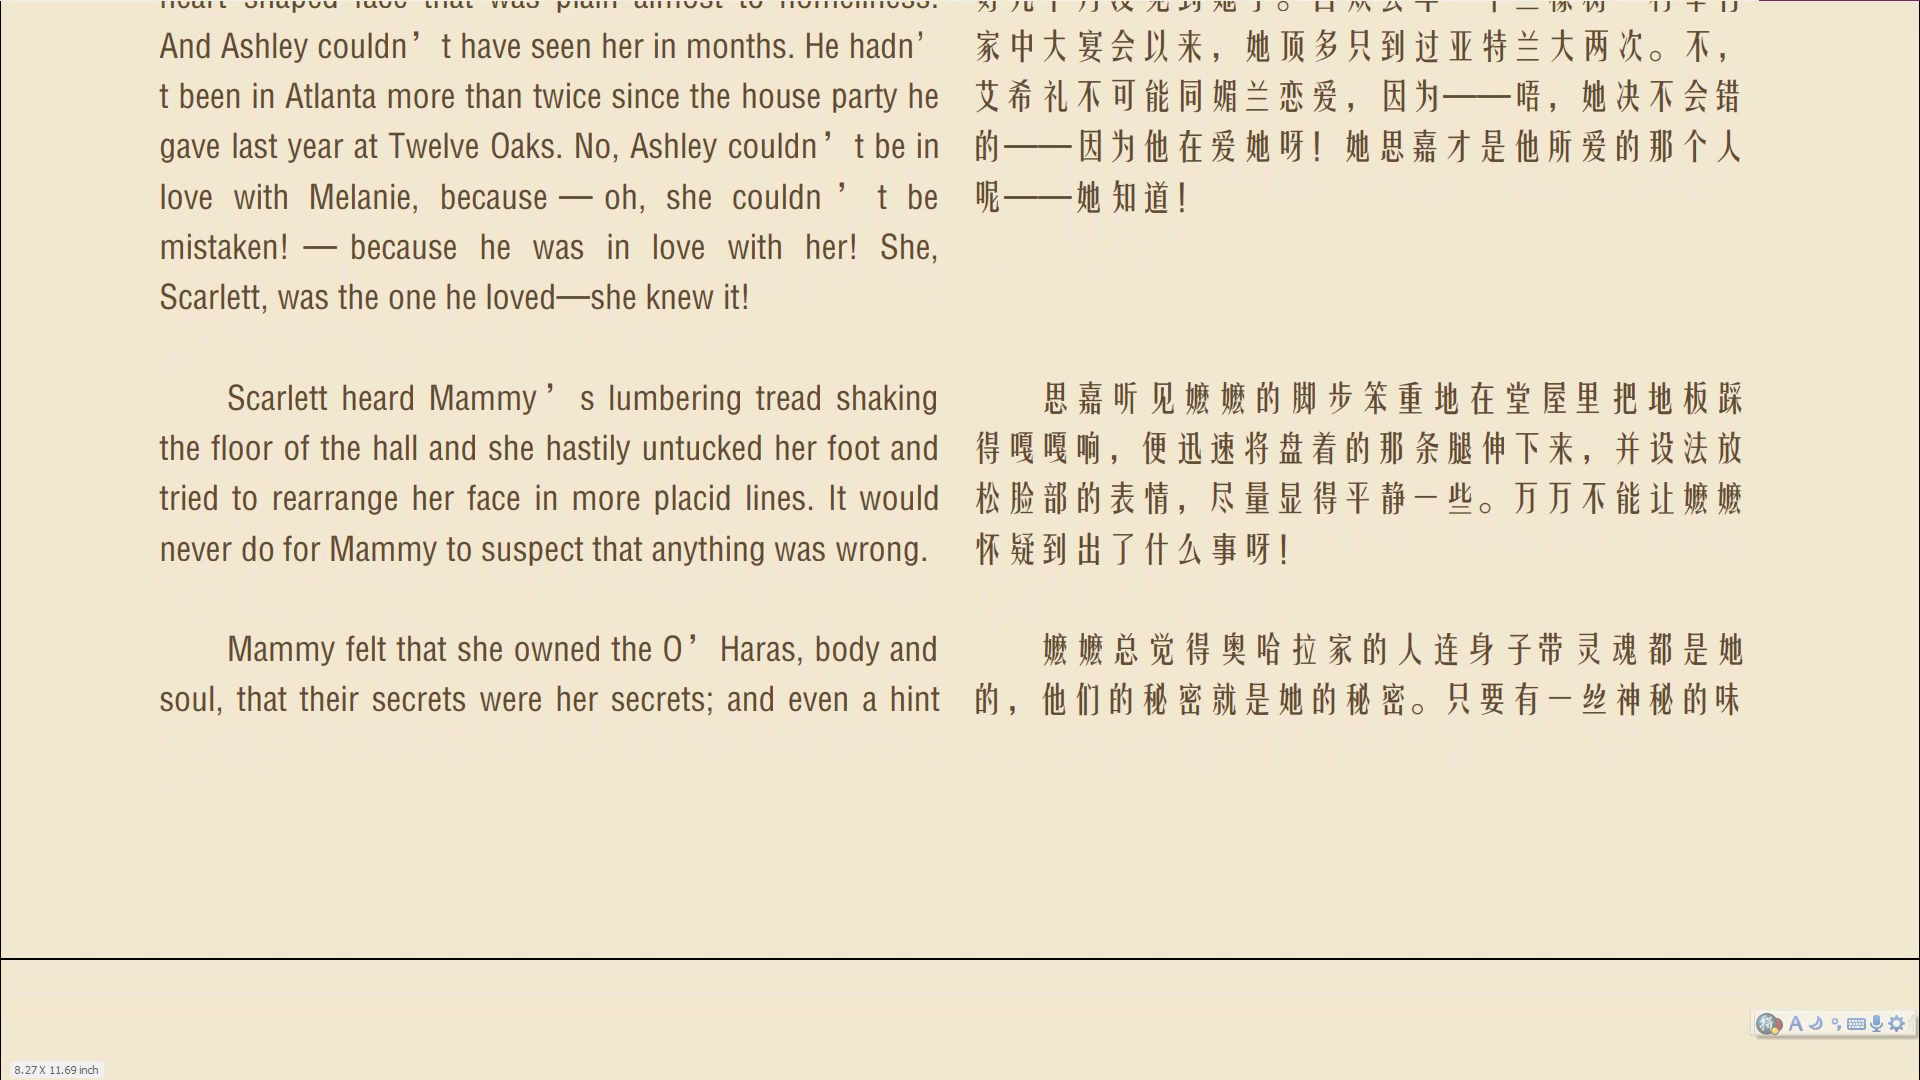 heart shaped face that was plain almost to homeliness.
And Ashley couldn’t have seen her in months. He hadn’
t been in Atlanta more than twice since the house party he
gave last year at Twelve Oaks. No, Ashley couldn’t be in
love with Melanie, because — oh, she couldn’t be
mistaken! — because he was in love with her! She,
Scarlett, was the one he loved—she knew it!
Scarlett heard Mammy’s lumbering tread shaking
the floor of the hall and she hastily untucked her foot and
tried to rearrange her face in more placid lines. It would
never do for Mammy to suspect that anything was wrong.
Mammy felt that she owned the O’Haras, body and
soul, that their secrets were her secrets; and even a hint
家中大宴会以来，她顶多只到过亚特兰大两次。不，
艾希礼不可能同媚兰恋爱，因为——唔，她决不会错
的——因为他在爱她呀！她思嘉才是他所爱的那个人
呢——她知道！
思嘉听见嬷嬷的脚步笨重地在堂屋里把地板踩
得嘎嘎响，便迅速将盘着的那条腿伸下来，并设法放
松脸部的表情，尽量显得平静一些。万万不能让嬷嬷
怀疑到出了什么事呀！
嬷嬷总觉得奥哈拉家的人连身子带灵魂都是她
的，他们的秘密就是她的秘密。只要有一丝神秘的味
8.27 X 11.69 inch